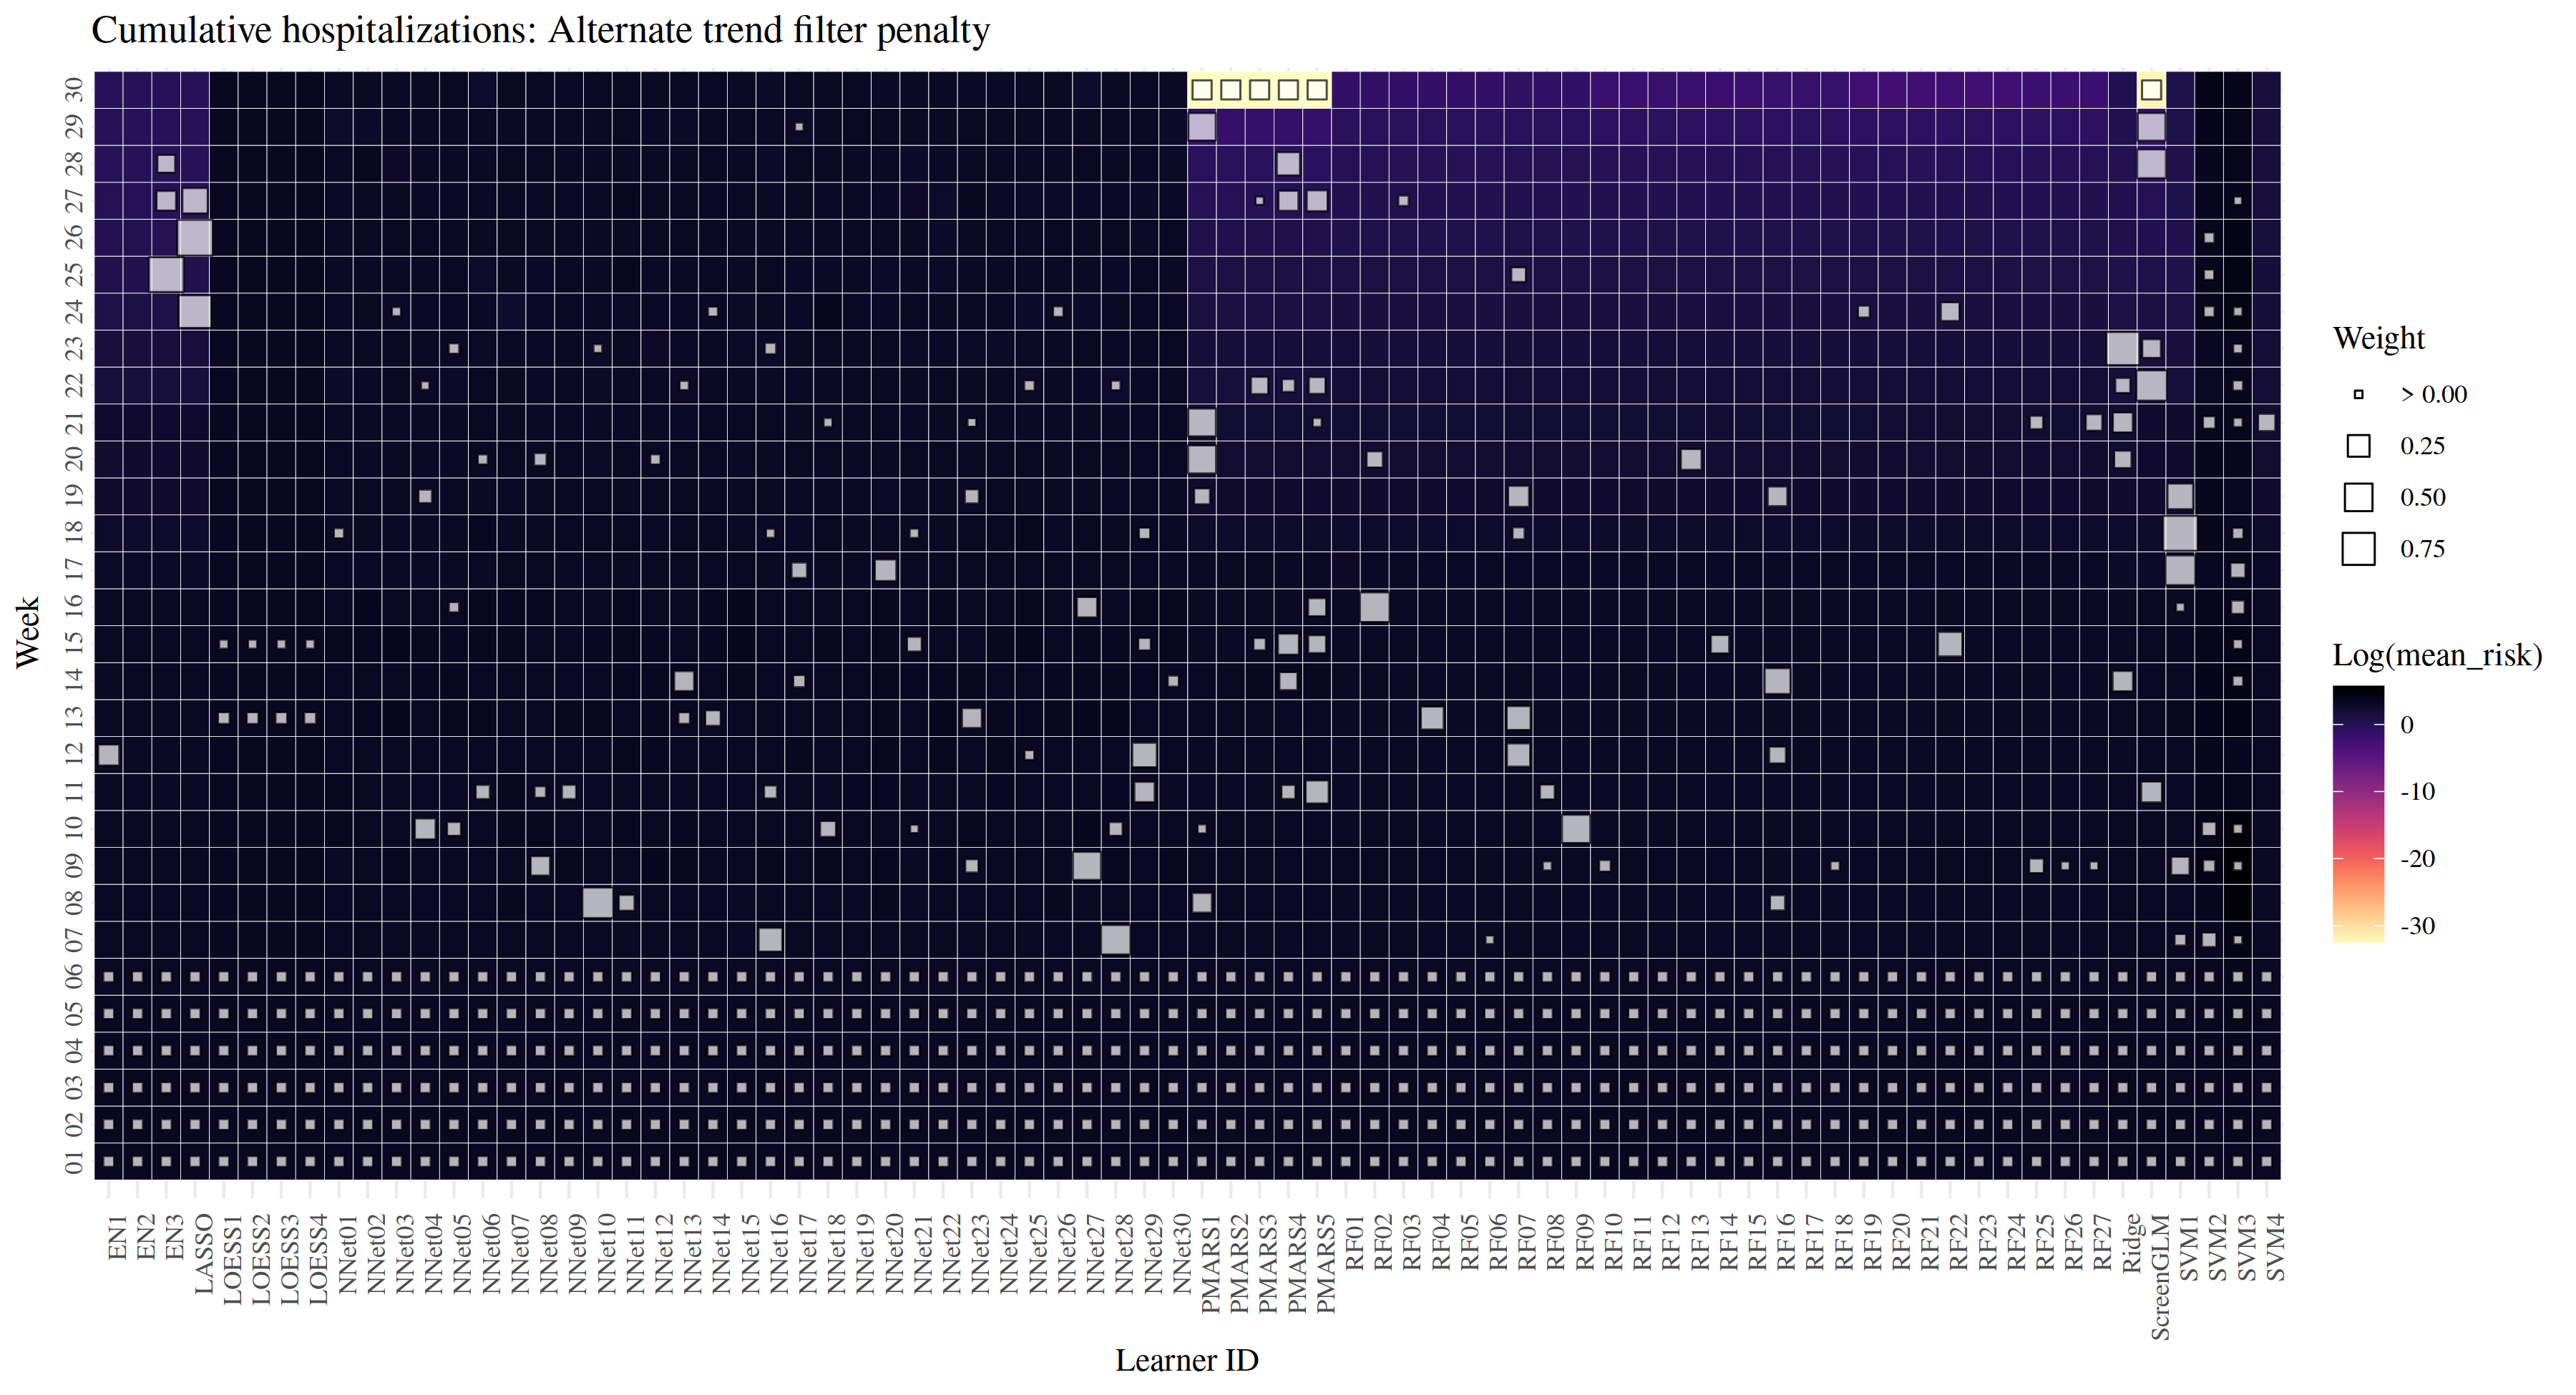 Cumulative hospitalizations: Alternate trend filter penalty
Week
30
29
28
27
26
25
24
23
22
21
20
19
18
17
16
15
14
13
12
11
10
09
08
07
06
05
04
03
02
01
EN1
EN2
EN3
LASSO
LOESS1
LOESS2
LOESS3
LOESS4
NNet01
NNet02
NNet03
NNet04
NNet05
NNet06
NNet07
NNet08
NNet09
NNet10
NNet11
NNet12
NNet13
NNet14
NNet15
NNet16
NNet17
NNet18
NNet19
NNet20
NNet21
NNet22
NNet23
NNet24
NNet25
NNet26
NNet27
NNet28
NNet29
NNet30
PMARS1
PMARS2
PMARS3
PMARS4
PMARS5
RF01
RF02
RF03
RF04
RF05
RF06
RF07
RF08
RF09
RF10
RF11
RF12
RF13
RF14
RF15
RF16
RF17
RF18
RF19
RF20
RF21
RF22
RF23
RF24
RF25
RF26
RF27
Ridge
ScreenGLM
SVM1
SVM2
SVM3
SVM4
Learner ID
Weight
> 0.00
0.25
0.50
0.75
Log(mean_risk)
0
-10
-20
-30